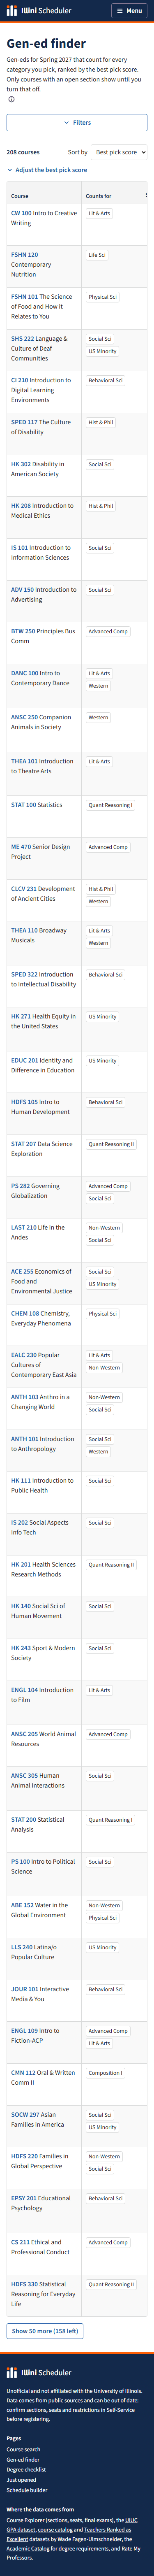 Illini Scheduler
Menu
Gen-ed finder
Gen-eds for Spring 2027 that count for every
category you pick, ranked by the best pick score.
Only courses with an open section show until you
turn that off.
Filters
208 courses
Sort by
Best pick score
Adjust the best pick score
Course
Counts for
CW 100 Intro to Creative
Writing
Lit & Arts
FSHN 120
Contemporary
Nutrition
Life Sci
FSHN 101 The Science
of Food and How it
Relates to You
Physical Sci
SHS 222 Language &
Culture of Deaf
Communities
Social Sci
US Minority
CI 210 Introduction to
Digital Learning
Environments
Behavioral Sci
SPED 117 The Culture
of Disability
Hist & Phil
HK 302 Disability in
American Society
Social Sci
HK 208 Introduction to
Medical Ethics
Hist & Phil
IS 101 Introduction to
Information Sciences
Social Sci
ADV 150 Introduction to
Advertising
Social Sci
BTW 250 Principles Bus
Comm
Advanced Comp
DANC 100 Intro to
Contemporary Dance
Lit & Arts
Western
ANSC 250 Companion
Animals in Society
Western
THEA 101 Introduction
to Theatre Arts
Lit & Arts
STAT 100 Statistics
Quant Reasoning I
ME 470 Senior Design
Project
Advanced Comp
CLCV 231 Development
of Ancient Cities
Hist & Phil
Western
THEA 110 Broadway
Musicals
Lit & Arts
Western
SPED 322 Introduction
to Intellectual Disability
Behavioral Sci
HK 271 Health Equity in
the United States
US Minority
EDUC 201 Identity and
Difference in Education
US Minority
HDFS 105 Intro to
Human Development
Behavioral Sci
STAT 207 Data Science
Exploration
Quant Reasoning II
PS 282 Governing
Globalization
Advanced Comp
Social Sci
LAST 210 Life in the
Andes
Non-Western
Social Sci
ACE 255 Economics of
Food and
Environmental Justice
Social Sci
US Minority
CHEM 108 Chemistry,
Everyday Phenomena
Physical Sci
EALC 230 Popular
Cultures of
Contemporary East Asia
Lit & Arts
Non-Western
ANTH 103 Anthro in a
Changing World
Non-Western
Social Sci
ANTH 101 Introduction
to Anthropology
Social Sci
Western
HK 111 Introduction to
Public Health
Social Sci
IS 202 Social Aspects
Info Tech
Social Sci
HK 201 Health Sciences
Research Methods
Quant Reasoning II
HK 140 Social Sci of
Human Movement
Social Sci
HK 243 Sport & Modern
Society
Social Sci
ENGL 104 Introduction
to Film
Lit & Arts
ANSC 205 World Animal
Resources
Advanced Comp
ANSC 305 Human
Animal Interactions
Social Sci
STAT 200 Statistical
Analysis
Quant Reasoning I
PS 100 Intro to Political
Science
Social Sci
ABE 152 Water in the
Global Environment
Non-Western
Physical Sci
LLS 240 Latina/o
Popular Culture
US Minority
JOUR 101 Interactive
Media & You
Behavioral Sci
ENGL 109 Intro to
Fiction-ACP
Advanced Comp
Lit & Arts
CMN 112 Oral & Written
Comm II
Composition I
SOCW 297 Asian
Families in America
Social Sci
US Minority
HDFS 220 Families in
Global Perspective
Non-Western
Social Sci
EPSY 201 Educational
Psychology
Behavioral Sci
CS 211 Ethical and
Professional Conduct
Advanced Comp
HDFS 330 Statistical
Reasoning for Everyday
Life
Quant Reasoning II
Show 50 more (158 left)
Illini Scheduler
Unofficial and not affiliated with the University of Illinois.
Data comes from public sources and can be out of date:
confirm sections, seats and restrictions in Self-Service
before registering.
Pages
Course search
Gen-ed finder
Degree checklist
Just opened
Schedule builder
Where the data comes from
Course Explorer (sections, seats, final exams), the UIUC
GPA dataset, course catalog and Teachers Ranked as
Excellent datasets by Wade Fagen-Ulmschneider, the
Academic Catalog for degree requirements, and Rate My
Professors.